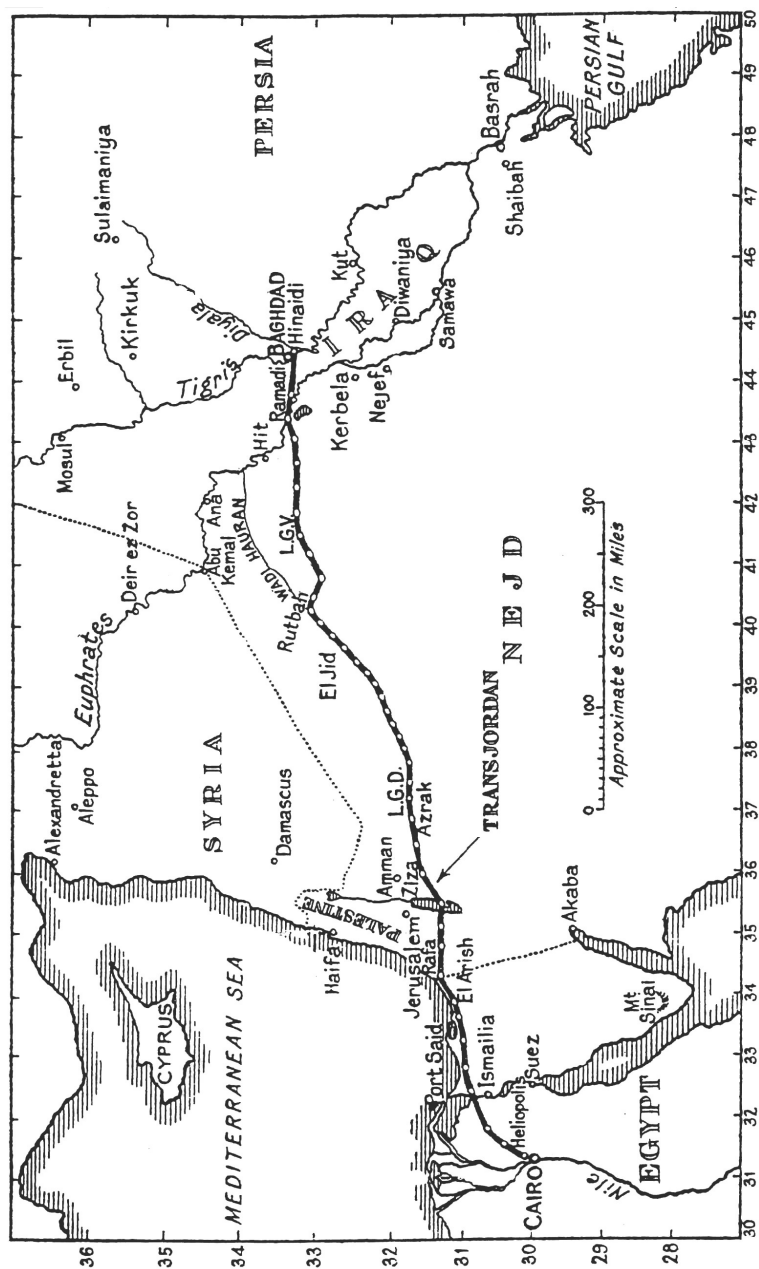 36
35
34
33
32
31
30
29
28
30
31
32
33
34
35
36
37
38
39
40
41
42
43
44
45
46
47
48
49
50
MEDITERRANEAN SEA
CYPRUS
Alexandretta
Aleppo
SYRIA
Damascus
Euphrates
Deir ez Zor
Abu
Kemal
Ana
WADI HAURAN
Hit
Mosul
Erbil
Kirkuk
Sulaimaniya
Tigris
Diyala
PERSIA
BAGHDAD
Hinaidi
Ramadi
L.G.V.
Rutbah
El Jid
Kerbela
Nejef
IRAQ
Kut
Diwaniya
Samawa
Basrah
Shaibah
PERSIAN
GULF
NEJD
TRANSJORDAN
L.G.D.
Azrak
Amman
Ziza
PALESTINE
Haifa
Jerusalem
Rafa
El Arish
Port Said
Ismailia
Suez
Heliopolis
CAIRO
Nile
EGYPT
Mt
Sinai
Akaba
0 100 200 300
Approximate Scale in Miles